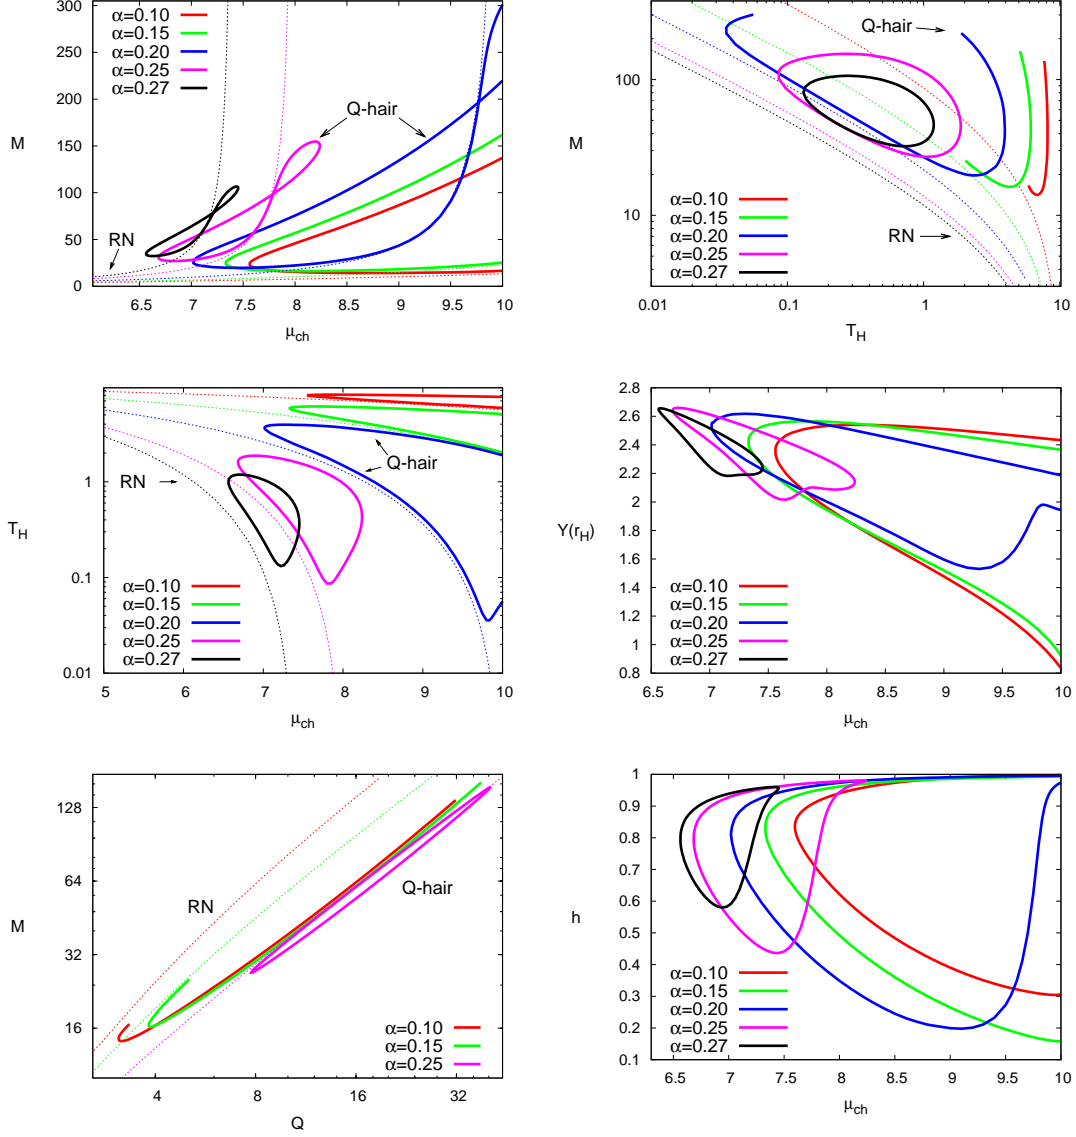 300
250
200
150
100
50
0
M
α=0.10
α=0.15
α=0.20
α=0.25
α=0.27
Q-hair
RN
6.5 7 7.5 8 8.5 9 9.5 10
μch
100
10
M
Q-hair
α=0.10
α=0.15
α=0.20
α=0.25
α=0.27
RN
0.01 0.1 1 10
TH
1
0.1
0.01
TH
RN
Q-hair
α=0.10
α=0.15
α=0.20
α=0.25
α=0.27
5 6 7 8 9 10
μch
2.8
2.6
2.4
2.2
2
1.8
1.6
1.4
1.2
1
0.8
Y(rH)
α=0.10
α=0.15
α=0.20
α=0.25
α=0.27
6.5 7 7.5 8 8.5 9 9.5 10
μch
128
64
32
16
M
RN
Q-hair
α=0.10
α=0.15
α=0.25
4 8 16 32
Q
1
0.9
0.8
0.7
0.6
0.5
0.4
0.3
0.2
0.1
h
α=0.10
α=0.15
α=0.20
α=0.25
α=0.27
6.5 7 7.5 8 8.5 9 9.5 10
μch